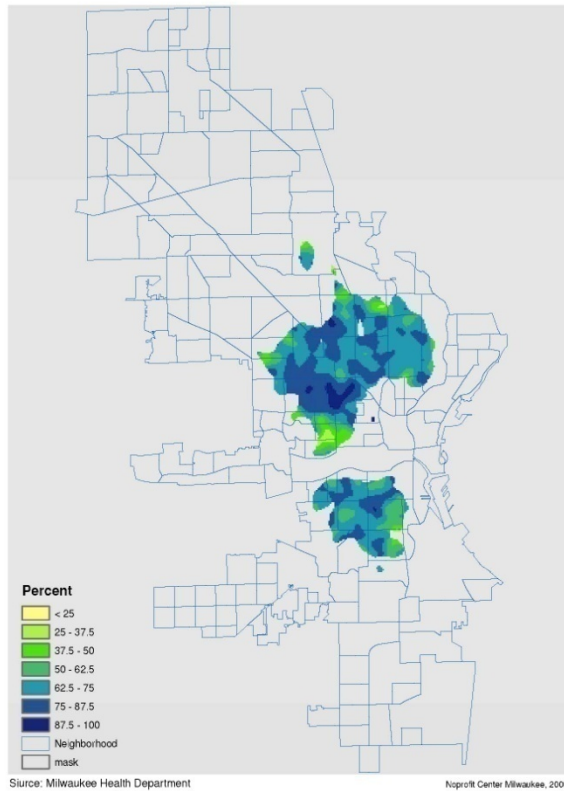 Percent
< 25
25 - 37.5
37.5 - 50
50 - 62.5
62.5 - 75
75 - 87.5
87.5 - 100
Neighborhood
mask
Siurce: Milwaukee Health Department
Noprofit Center Milwaukee, 200